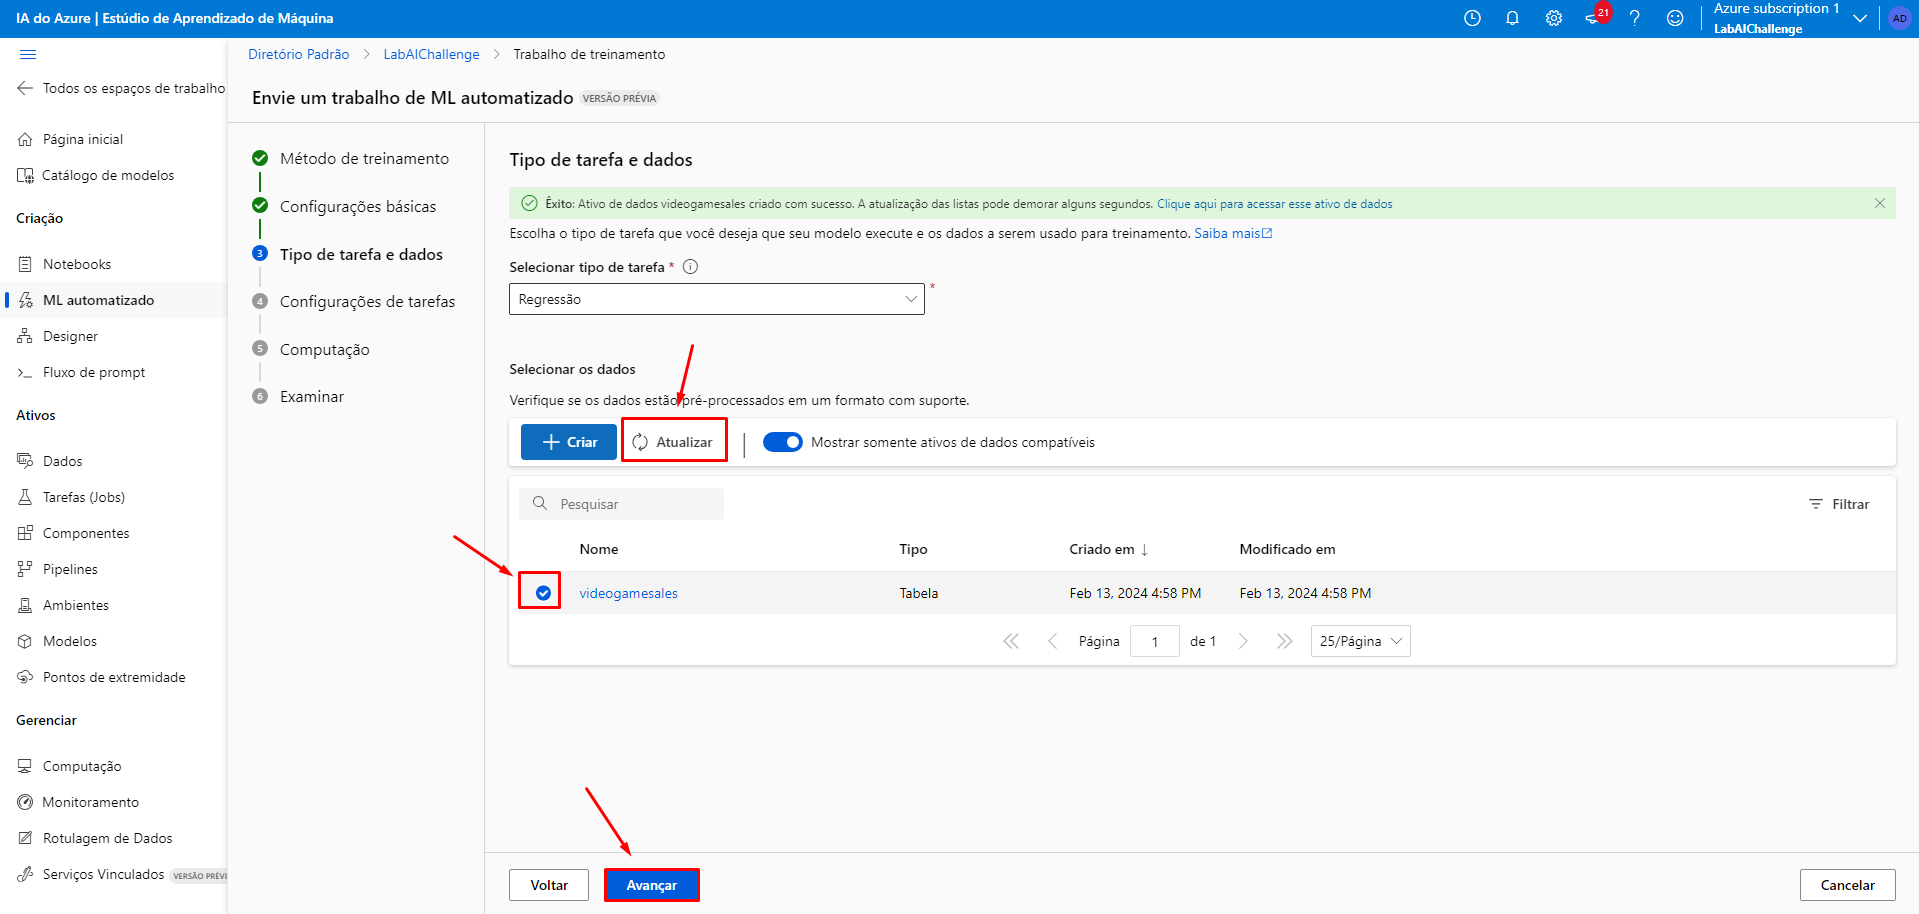 IA do Azure | Estúdio de Aprendizado de Máquina
21
Azure subscription 1
LabAIChallenge
AD
Todos os espaços de trabalho
Página inicial
Catálogo de modelos
Criação
Notebooks
ML automatizado
Designer
Fluxo de prompt
Ativos
Dados
Tarefas (Jobs)
Componentes
Pipelines
Ambientes
Modelos
Pontos de extremidade
Gerenciar
Computação
Monitoramento
Rotulagem de Dados
Serviços Vinculados VERSÃO PRÉVI
Diretório Padrão > LabAIChallenge > Trabalho de treinamento
Envie um trabalho de ML automatizado VERSÃO PRÉVIA
Método de treinamento
Configurações básicas
3 Tipo de tarefa e dados
4 Configurações de tarefas
5 Computação
6 Examinar
Tipo de tarefa e dados
Êxito: Ativo de dados videogamesales criado com sucesso. A atualização das listas pode demorar alguns segundos. Clique aqui para acessar esse ativo de dados
Escolha o tipo de tarefa que você deseja que seu modelo execute e os dados a serem usado para treinamento. Saiba mais
Selecionar tipo de tarefa *
Regressão *
Selecionar os dados
Verifique se os dados estão pré-processados em um formato com suporte.
+ Criar Atualizar | Mostrar somente ativos de dados compatíveis
Pesquisar Filtrar
Nome Tipo Criado em ↓ Modificado em
videogamesales Tabela Feb 13, 2024 4:58 PM Feb 13, 2024 4:58 PM
Página 1 de 1 25/Página
Voltar Avançar Cancelar